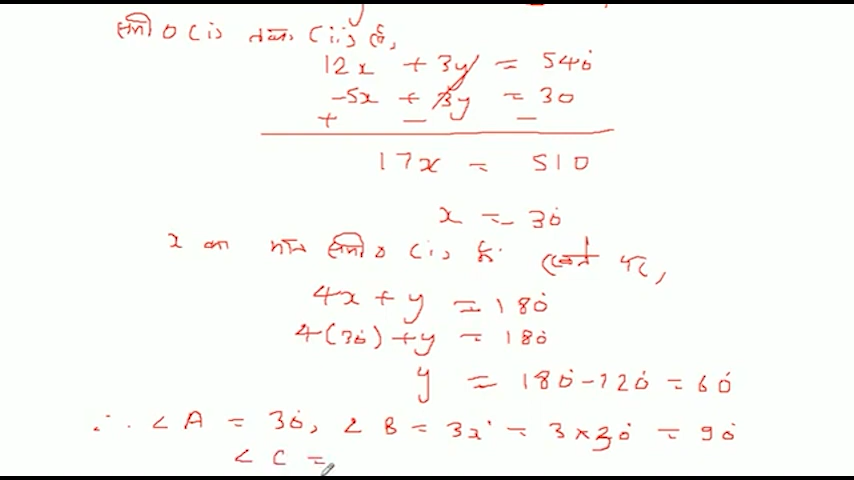 समी० (i) तथा (ii) से,
12x + 3y = 540°
-5x + 3y = 30
+ − −
17x = 510
x = 30°
x का मान समी० (i) में रखने पर,
4x + y = 180°
4(30°) + y = 180°
y = 180° - 120° = 60°
∴ ∠A = 30°, ∠B = 3x° = 3×30° = 90°
∠C =